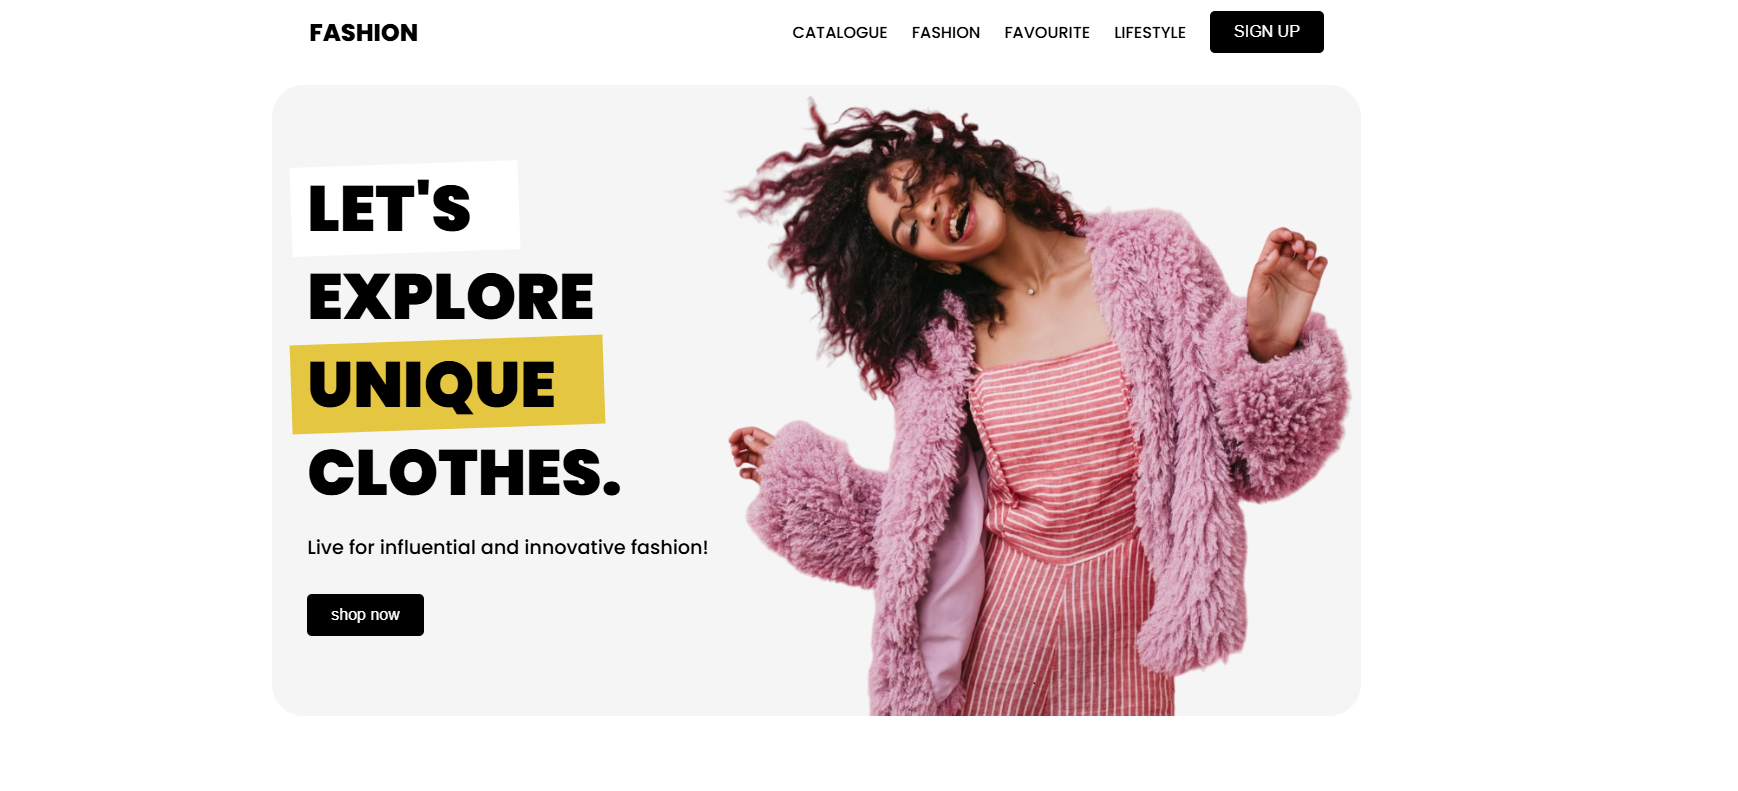 FASHION
CATALOGUE FASHION FAVOURITE LIFESTYLE SIGN UP
LET'S
EXPLORE
UNIQUE
CLOTHES.
Live for influential and innovative fashion!
shop now